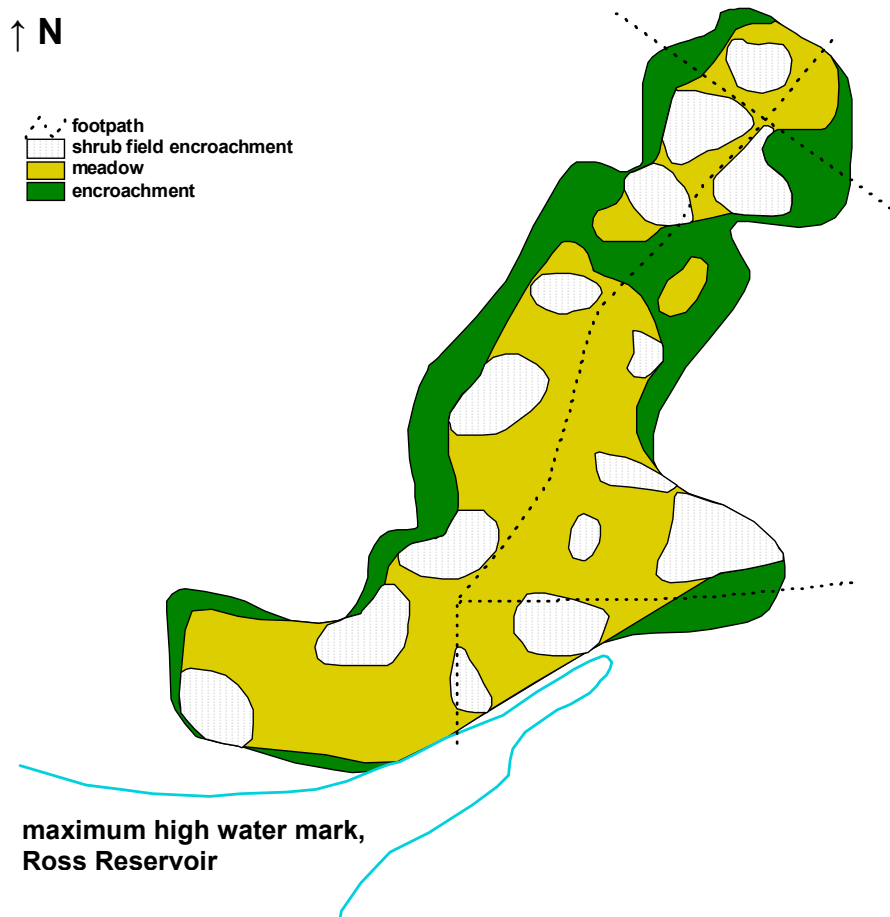 ↑ N
footpath
shrub field encroachment
meadow
encroachment
maximum high water mark,
Ross Reservoir